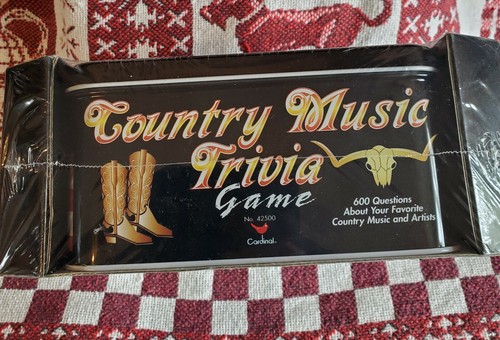 Country Music
Trivia
Game
No. 42500
Cardinal®
600 Questions
About Your Favorite
Country Music and Artists